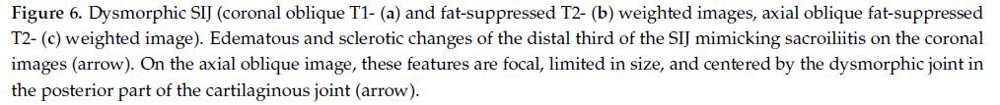 Figure 6. Dysmorphic SIJ (coronal oblique T1- (a) and fat-suppressed T2- (b) weighted images, axial oblique fat-suppressed
T2- (c) weighted image). Edematous and sclerotic changes of the distal third of the SIJ mimicking sacroiliitis on the coronal
images (arrow). On the axial oblique image, these features are focal, limited in size, and centered by the dysmorphic joint in
the posterior part of the cartilaginous joint (arrow).